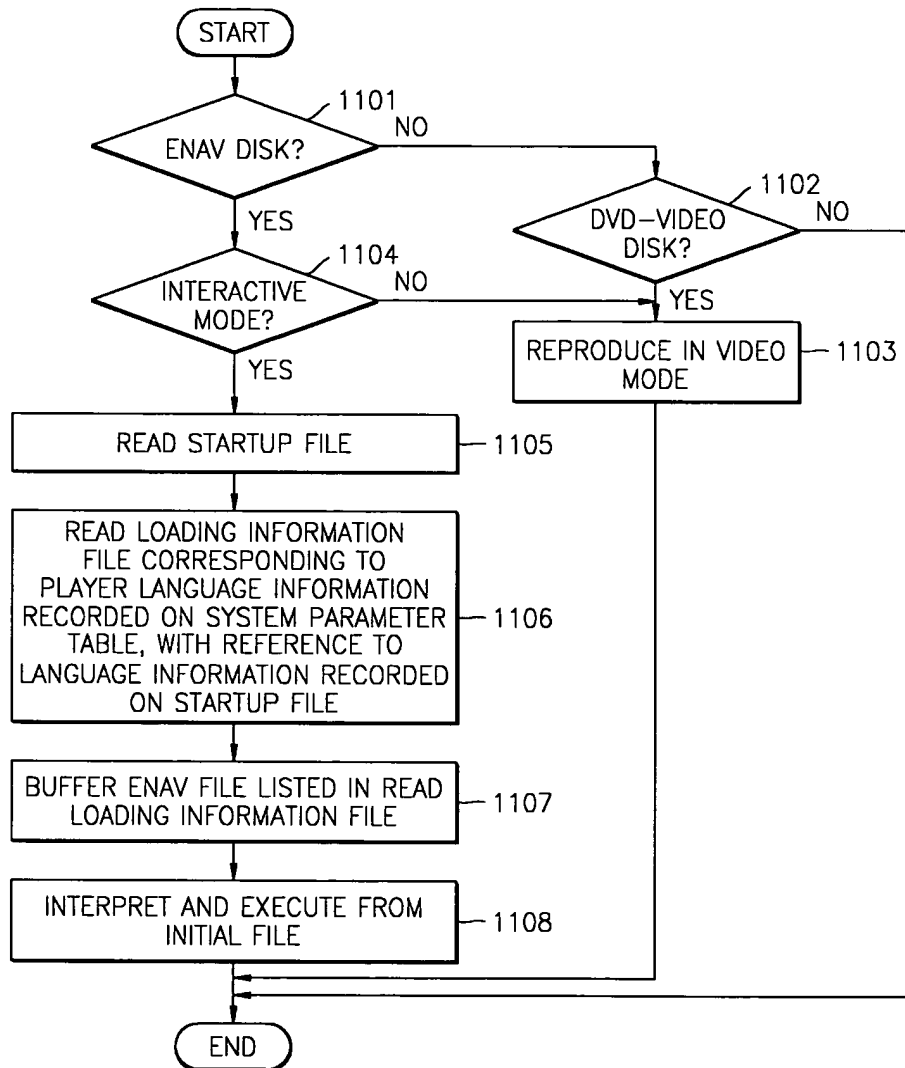 START
1101
ENAV DISK?
NO
YES
1102
DVD-VIDEO
DISK?
NO
YES
1104
INTERACTIVE
MODE?
NO
YES
REPRODUCE IN VIDEO
MODE
1103
READ STARTUP FILE
1105
READ LOADING INFORMATION
FILE CORRESPONDING TO
PLAYER LANGUAGE INFORMATION
RECORDED ON SYSTEM PARAMETER
TABLE, WITH REFERENCE TO
LANGUAGE INFORMATION RECORDED
ON STARTUP FILE
1106
BUFFER ENAV FILE LISTED IN READ
LOADING INFORMATION FILE
1107
INTERPRET AND EXECUTE FROM
INITIAL FILE
1108
END